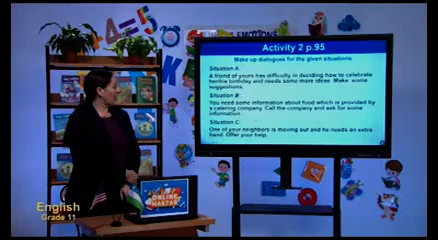 EMOTIONS
4=5
Activity 2 p.95
Make up dialogues for the given situations.
Situation A:
A friend of yours has difficulty in deciding how to celebrate
her/his birthday and needs some more ideas. Make some
suggestions.
Situation B:
You need some information about food which is provided by
a catering company. Call the company and ask for some
information.
Situation C:
One of your neighbors is moving out and he needs an extra
hand. Offer your help.
ONLINE
MAKTAB
English
Grade 11